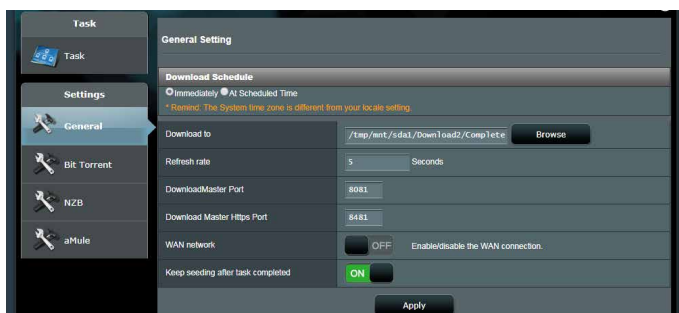 Task
Task
Settings
General
Bit Torrent
NZB
aMule
General Setting
Download Schedule
Immediately At Scheduled Time
* Remind: The System time zone is different from your locale setting.
Download to /tmp/mnt/sda1/Download2/Complete Browse
Refresh rate 5 Seconds
DownloadMaster Port 8081
Download Master Https Port 8481
WAN network OFF Enable/disable the WAN connection.
Keep seeding after task completed ON
Apply